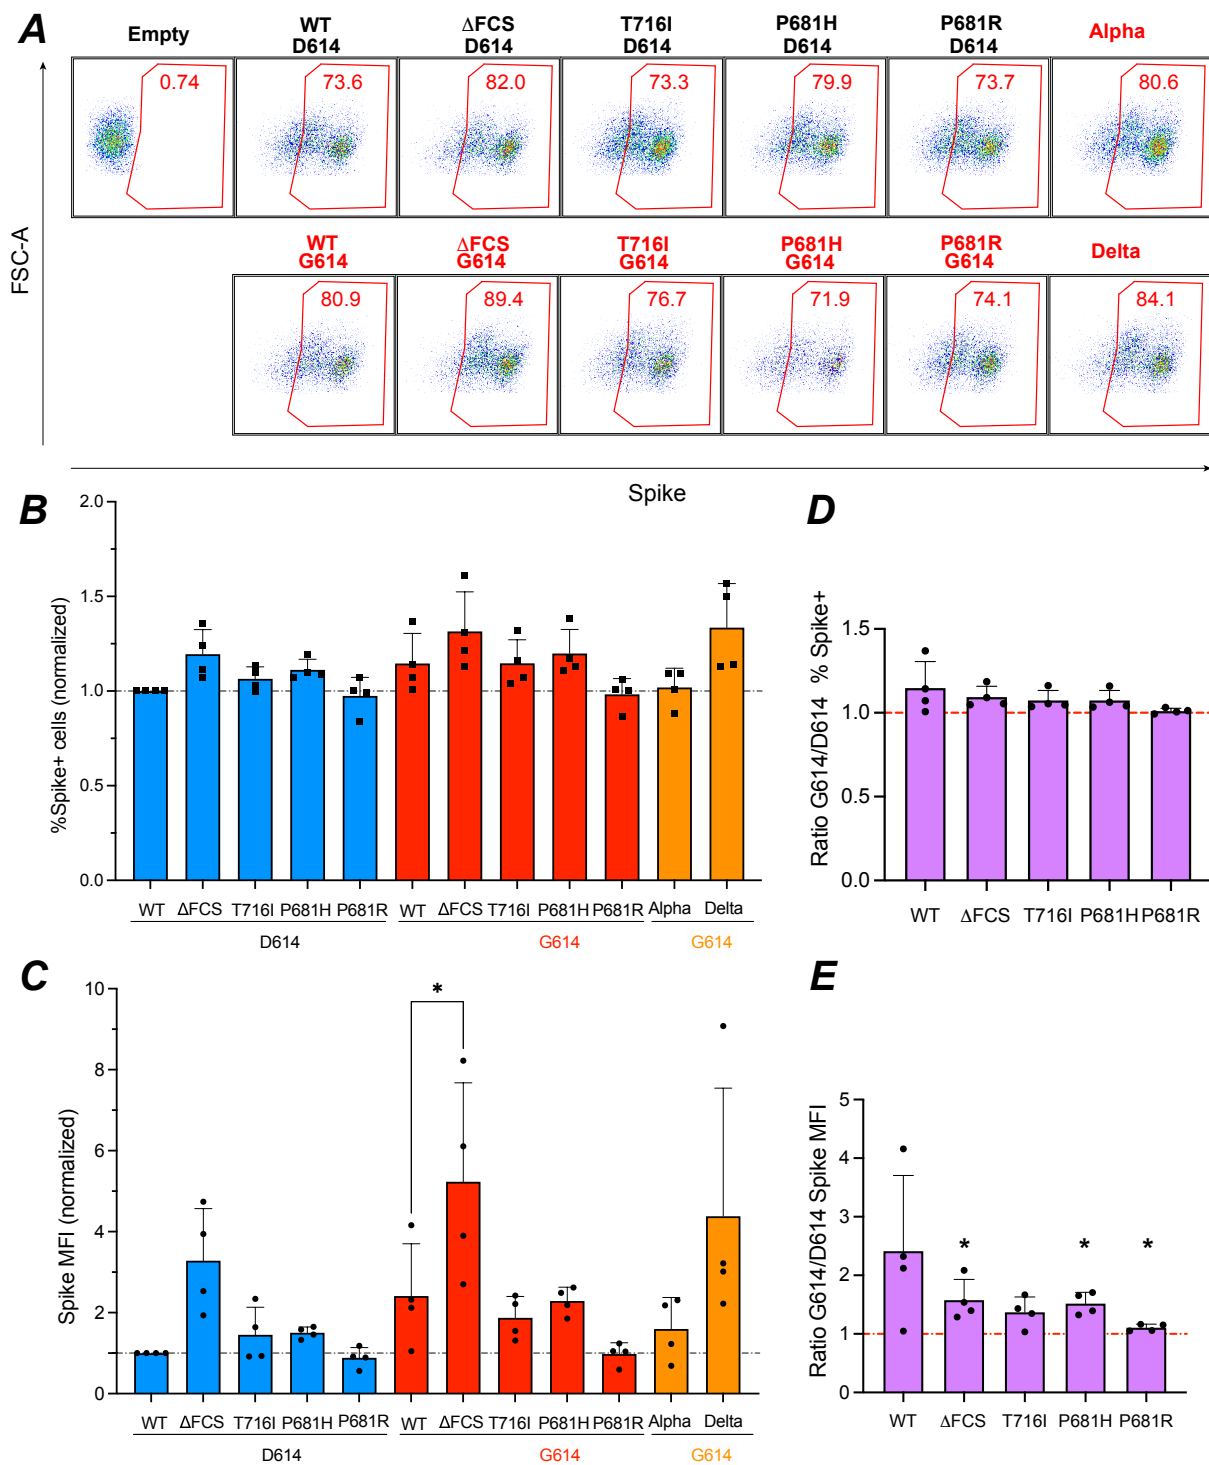 A
Empty
WT
D614
ΔFCS
D614
T716I
D614
P681H
D614
P681R
D614
Alpha
0.74
73.6
82.0
73.3
79.9
73.7
80.6
WT
G614
ΔFCS
G614
T716I
G614
P681H
G614
P681R
G614
Delta
80.9
89.4
76.7
71.9
74.1
84.1
FSC-A
Spike
B
%Spike+ cells (normalized)
2.0
1.5
1.0
0.5
0.0
WT ΔFCS T716I P681H P681R WT ΔFCS T716I P681H P681R Alpha Delta
D614 G614 G614
D
Ratio G614/D614 % Spike+
1.5
1.0
0.5
0.0
WT ΔFCS T716I P681H P681R
C
Spike MFI (normalized)
10
8
6
4
2
0
*
WT ΔFCS T716I P681H P681R WT ΔFCS T716I P681H P681R Alpha Delta
D614 G614 G614
E
Ratio G614/D614 Spike MFI
5
4
3
2
1
0
* * *
WT ΔFCS T716I P681H P681R